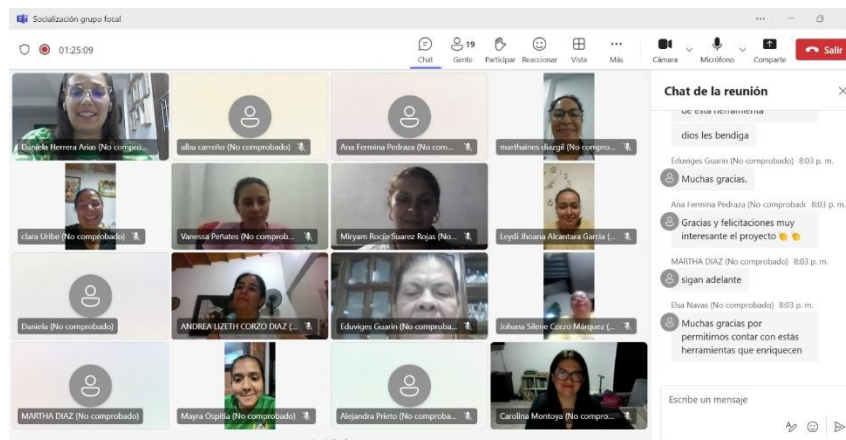 Socialización grupo focal
01:25:09
Chat
19
Gente
Participar
Reaccionar
Vista
Más
Cámara
Micrófono
Comparte
Salir
Daniela Herrera Arias (No compro...
alba carreño (No comprobado)
Ana Fermina Pedraza (No com...
marthaines diazgil (No compro...
clara Uribe (No comprobado)
Vanessa Peñates (No comprob...
Miryam Rocío Suarez Rojas (No...
Leydi Jhoana Alcantara Garcia (...
Daniela (No comprobado)
ANDREA LIZETH CORZO DIAZ (...
Eduviges Guarin (No comproba...
Johana Silene Corzo Márquez (...
MARTHA DIAZ (No comprobado)
Mayra Ospitia (No comprobado)
Alejandra Prieto (No comproba...
Carolina Montoya (No compro...
Chat de la reunión
de esta herramienta
dios les bendiga
Eduviges Guarin (No comprobado) 8:03 p. m.
Muchas gracias.
Ana Fermina Pedraza (No comprobado 8:03 p. m.
Gracias y felicitaciones muy
interesante el proyecto 👏 👏
MARTHA DIAZ (No comprobado) 8:03 p. m.
sigan adelante
Elsa Navas (No comprobado) 8:03 p. m.
Muchas gracias por
permitirnos contar con estás
herramientas que enriquecen
Escribe un mensaje